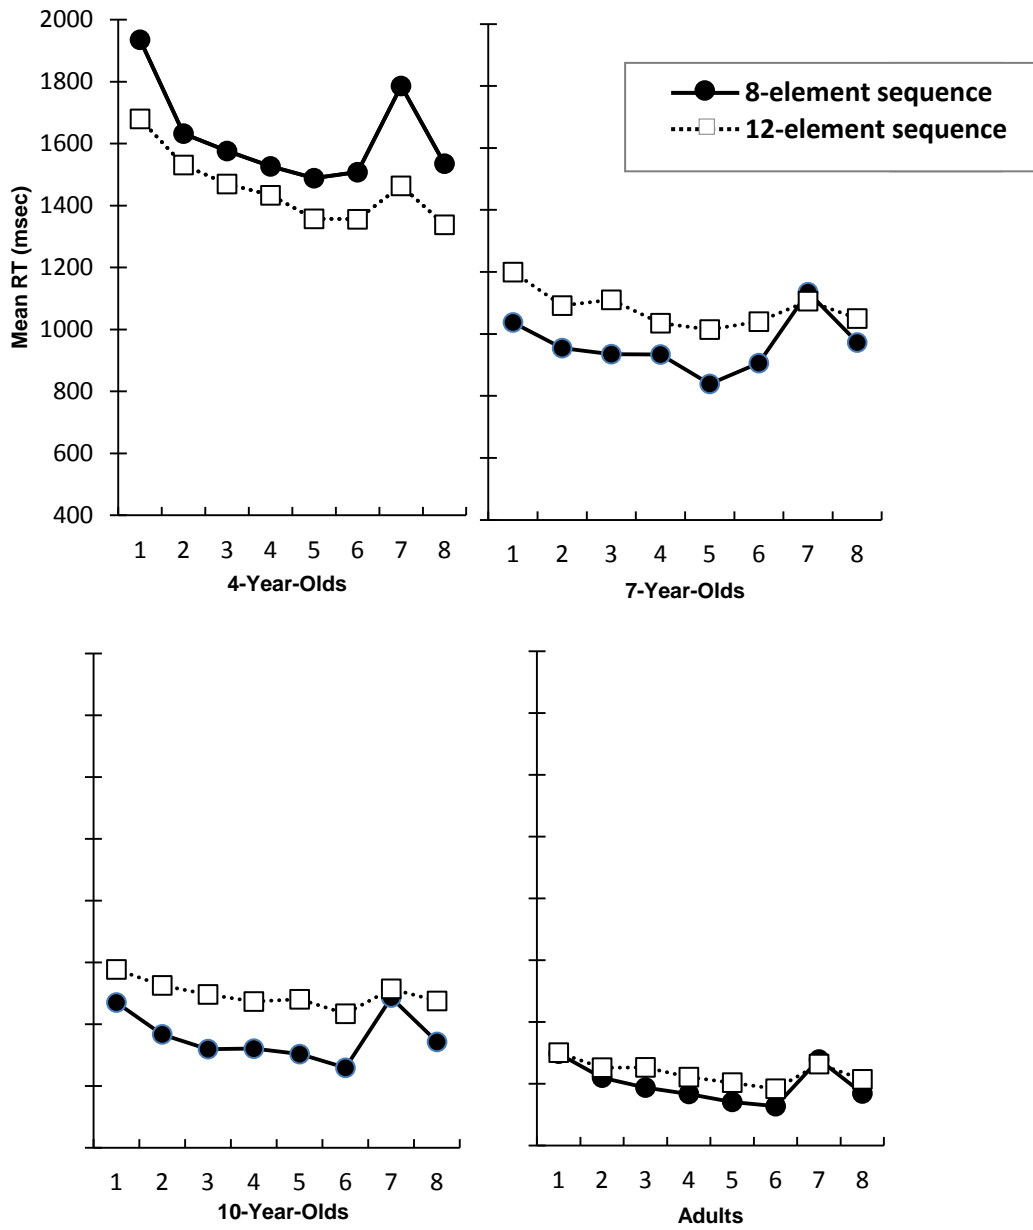 2000
1800
1600
1400
1200
1000
800
600
400
Mean RT (msec)
1 2 3 4 5 6 7 8
4-Year-Olds
8-element sequence
12-element sequence
1 2 3 4 5 6 7 8
7-Year-Olds
1 2 3 4 5 6 7 8
10-Year-Olds
1 2 3 4 5 6 7 8
Adults